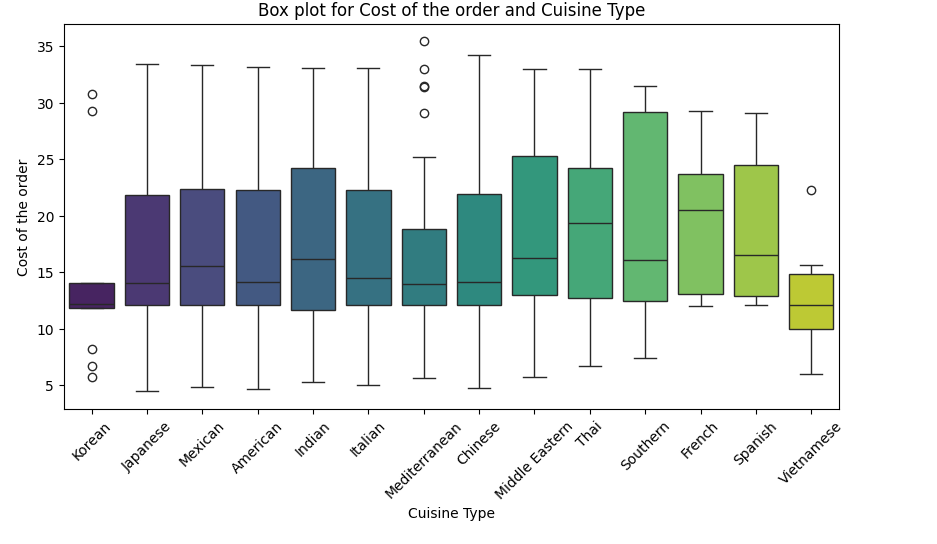 Box plot for Cost of the order and Cuisine Type
Cost of the order
35
30
25
20
15
10
5
Korean
Japanese
Mexican
American
Indian
Italian
Mediterranean
Chinese
Middle Eastern
Thai
Southern
French
Spanish
Vietnamese
Cuisine Type